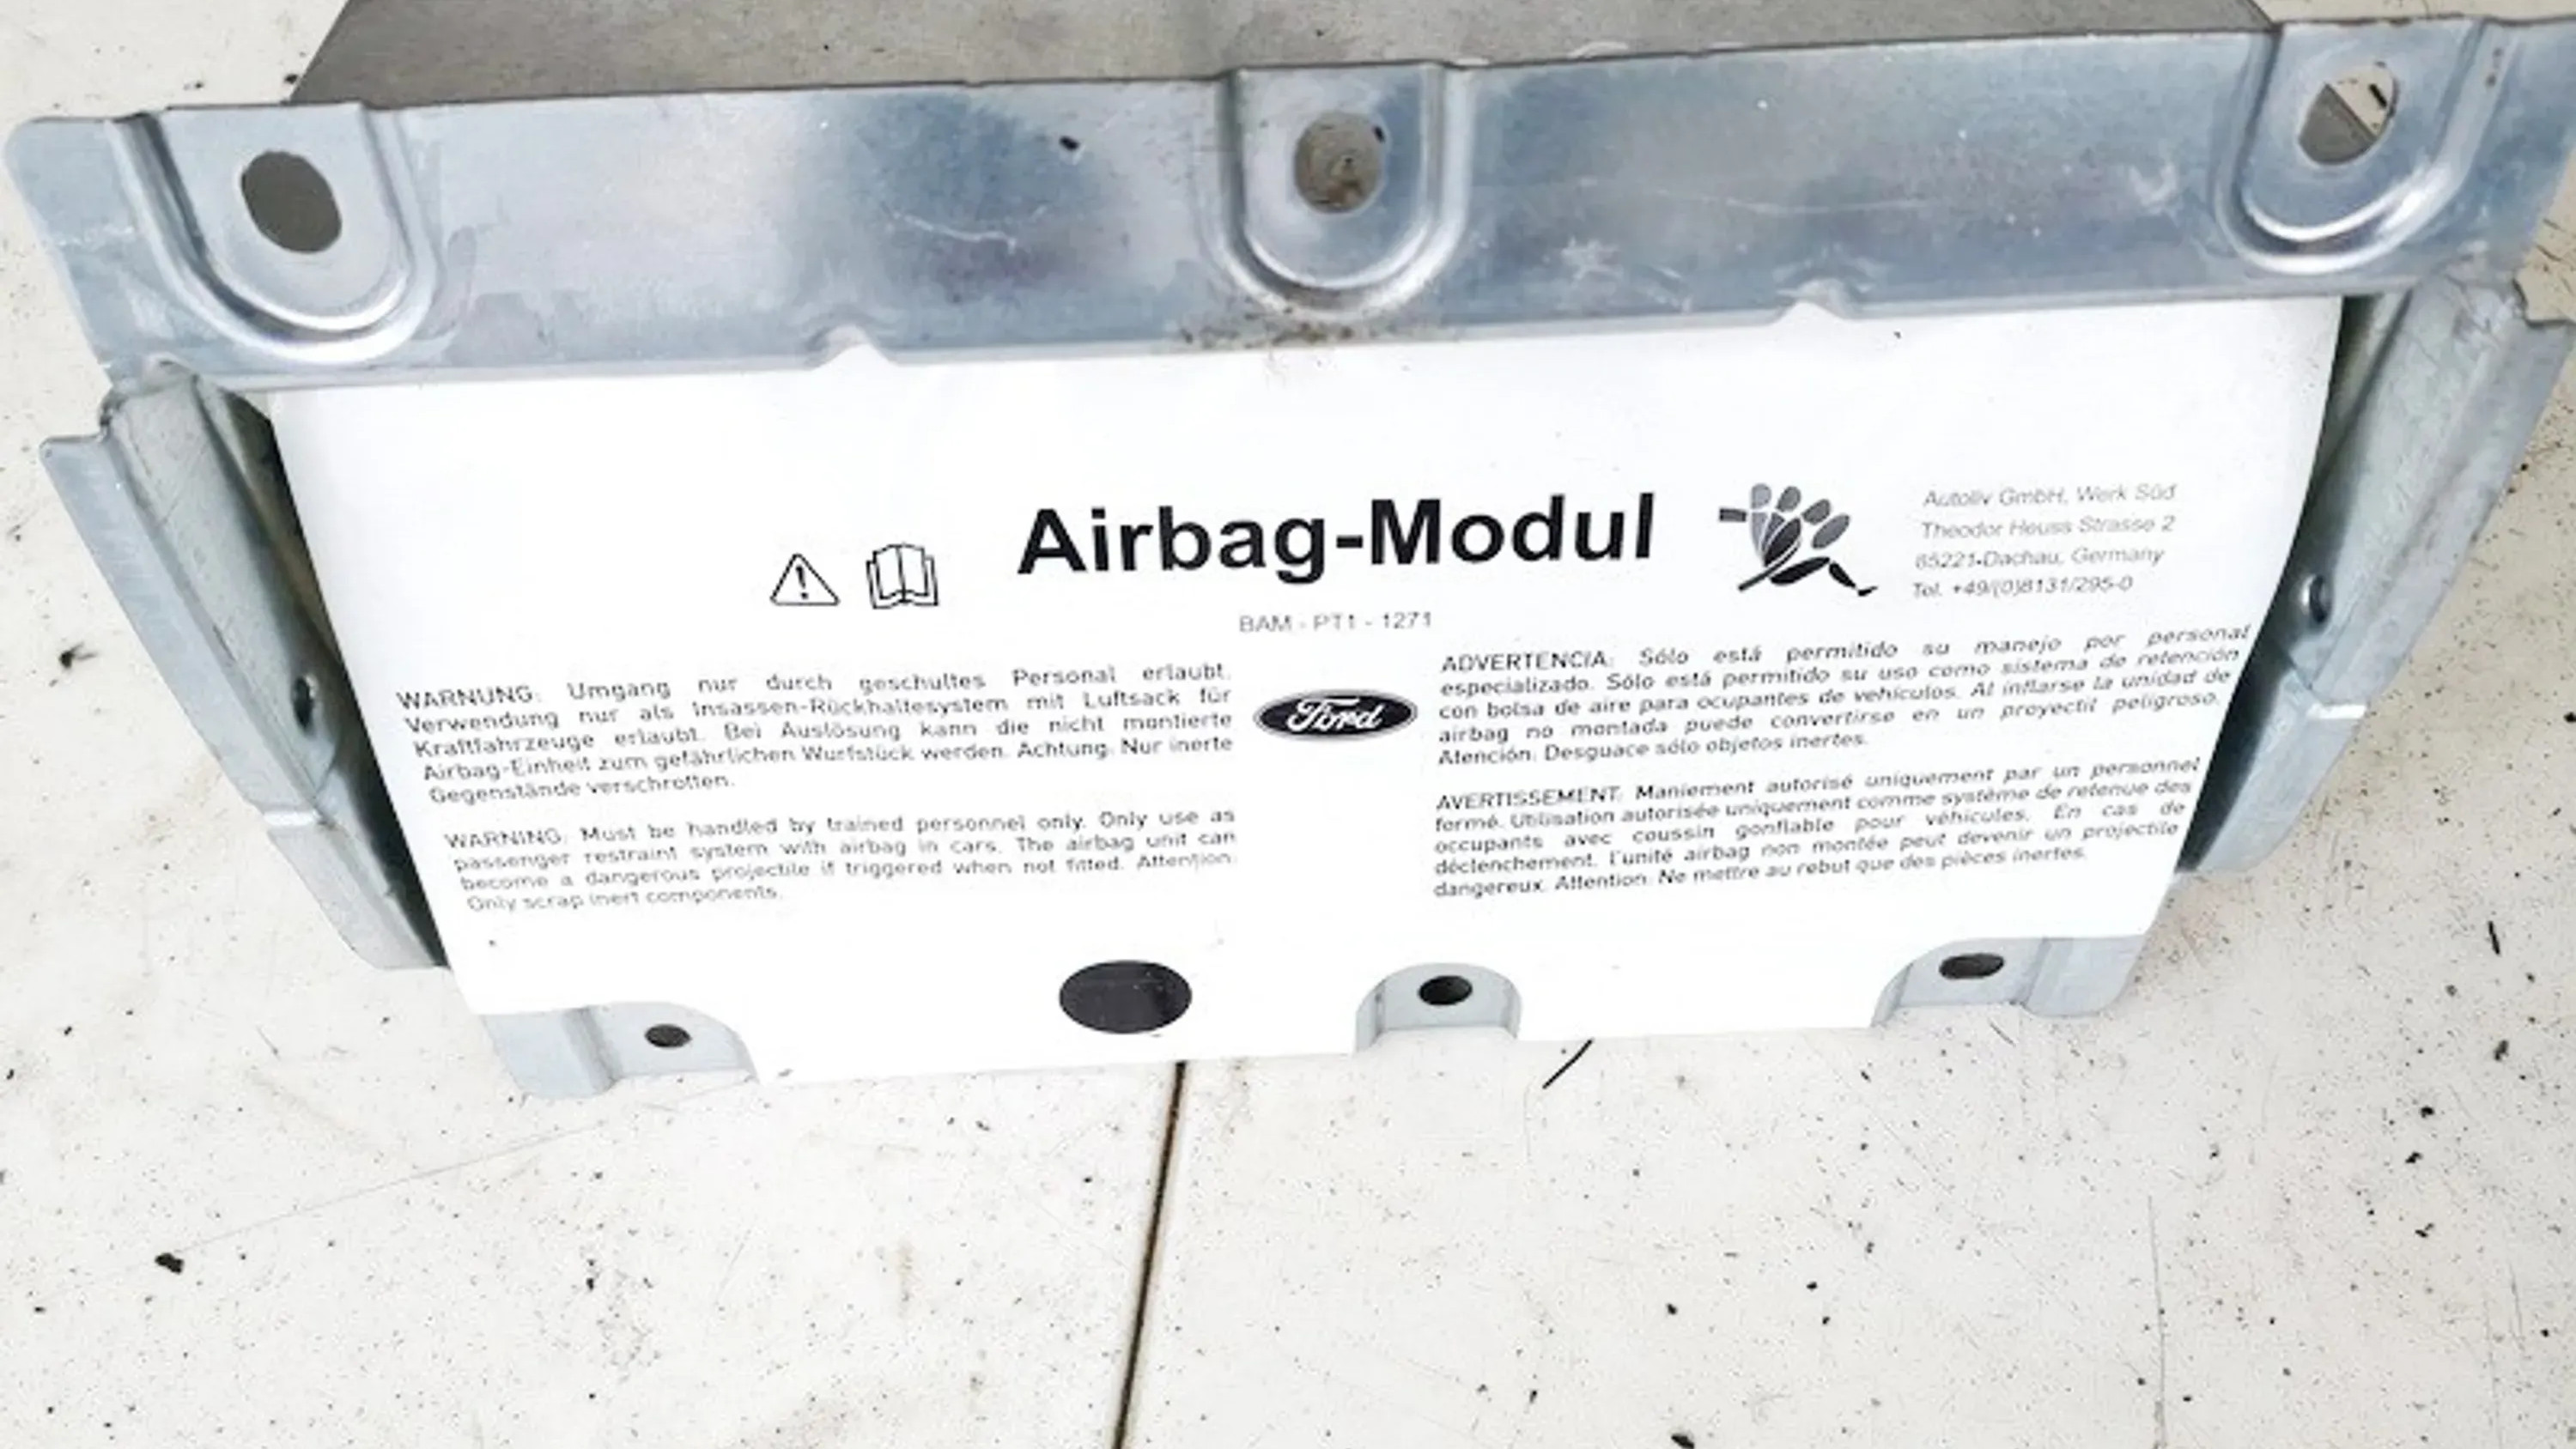 Airbag-Modul
Autoliv GmbH, Werk Süd
Theodor Heuss Strasse 2
85221-Dachau, Germany
Tel. +49/(0)8131/295-0
BAM - PT1 - 1271
WARNUNG: Umgang nur durch geschultes Personal erlaubt.
Verwendung nur als Insassen-Rückhaltesystem mit Luftsack für
Kraftfahrzeuge erlaubt. Bei Auslösung kann die nicht montierte
Airbag-Einheit zum gefährlichen Wurfstück werden. Achtung: Nur inerte
Gegenstände verschrotten.
WARNING: Must be handled by trained personnel only. Only use as
passenger restraint system with airbag in cars. The airbag unit can
become a dangerous projectile if triggered when not fitted. Attention:
Only scrap inert components.
Ford
ADVERTENCIA: Sólo está permitido su manejo por personal
especializado. Sólo está permitido su uso como sistema de retención
con bolsa de aire para ocupantes de vehículos. Al inflarse la unidad de
airbag no montada puede convertirse en un proyectil peligroso.
Atención: Desguace sólo objetos inertes.
AVERTISSEMENT: Maniement autorisé uniquement par un personnel
formé. Utilisation autorisée uniquement comme système de retenue des
occupants avec coussin gonflable pour véhicules. En cas de
déclenchement, l'unité airbag non montée peut devenir un projectile
dangereux. Attention: Ne mettre au rebut que des pièces inertes.